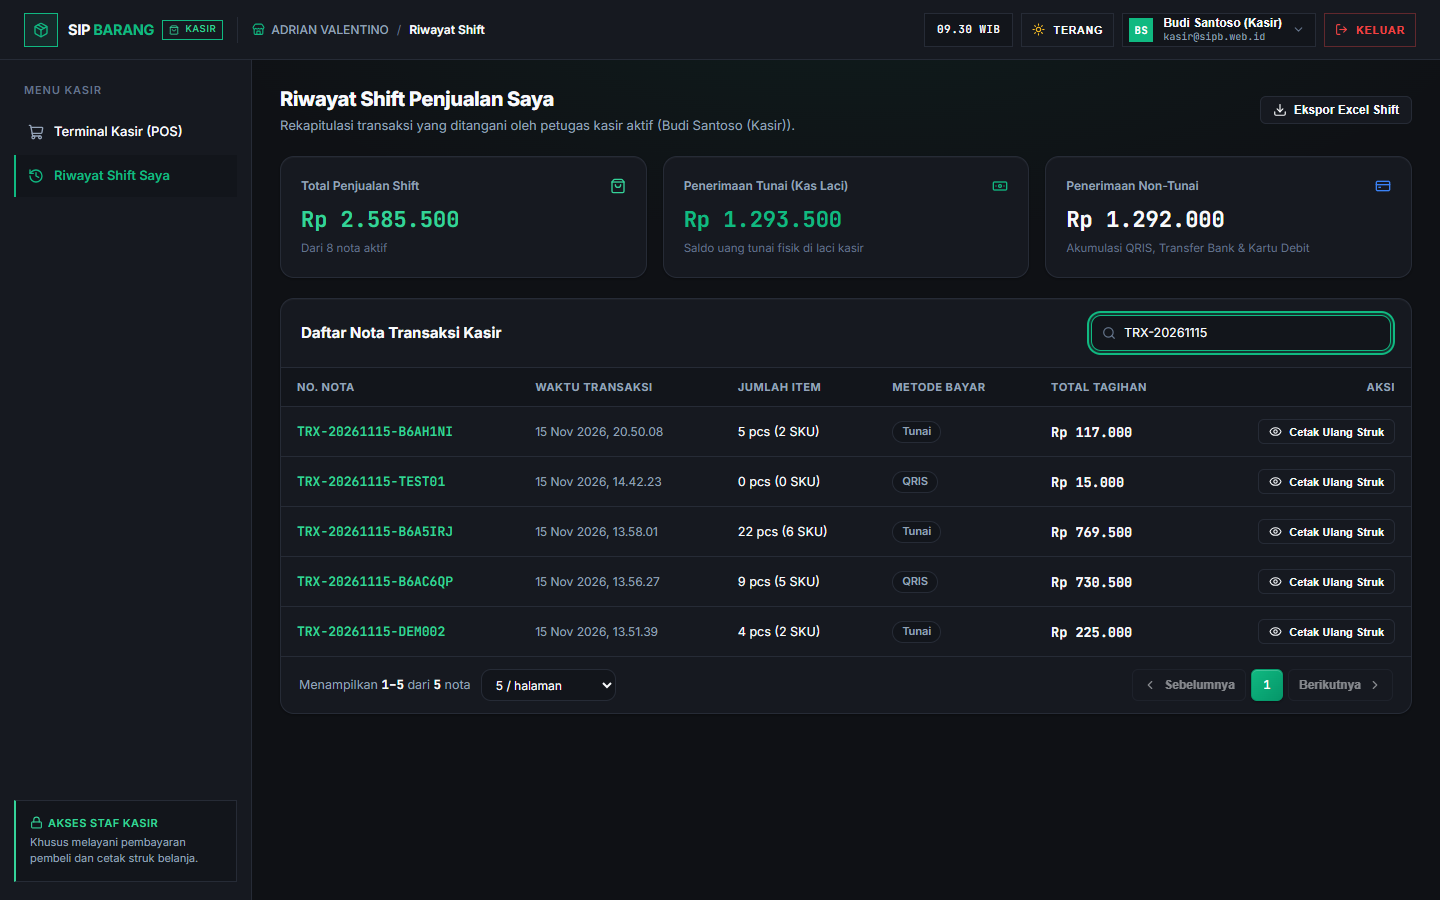 SIP BARANG KASIR ADRIAN VALENTINO / Riwayat Shift 09.30 WIB TERANG BS Budi Santoso (Kasir) KELUAR
kasir@sipb.web.id
MENU KASIR
Terminal Kasir (POS)
Riwayat Shift Saya
Riwayat Shift Penjualan Saya
Rekapitulasi transaksi yang ditangani oleh petugas kasir aktif (Budi Santoso (Kasir)).
Ekspor Excel Shift
Total Penjualan Shift
Rp 2.585.500
Dari 8 nota aktif
Penerimaan Tunai (Kas Laci)
Rp 1.293.500
Saldo uang tunai fisik di laci kasir
Penerimaan Non-Tunai
Rp 1.292.000
Akumulasi QRIS, Transfer Bank & Kartu Debit
Daftar Nota Transaksi Kasir TRX-20261115
NO. NOTA WAKTU TRANSAKSI JUMLAH ITEM METODE BAYAR TOTAL TAGIHAN AKSI
TRX-20261115-B6AH1NI 15 Nov 2026, 20.50.08 5 pcs (2 SKU) Tunai Rp 117.000 Cetak Ulang Struk
TRX-20261115-TEST01 15 Nov 2026, 14.42.23 0 pcs (0 SKU) QRIS Rp 15.000 Cetak Ulang Struk
TRX-20261115-B6A5IRJ 15 Nov 2026, 13.58.01 22 pcs (6 SKU) Tunai Rp 769.500 Cetak Ulang Struk
TRX-20261115-B6AC6QP 15 Nov 2026, 13.56.27 9 pcs (5 SKU) QRIS Rp 730.500 Cetak Ulang Struk
TRX-20261115-DEM002 15 Nov 2026, 13.51.39 4 pcs (2 SKU) Tunai Rp 225.000 Cetak Ulang Struk
Menampilkan 1–5 dari 5 nota 5 / halaman Sebelumnya 1 Berikutnya
AKSES STAF KASIR
Khusus melayani pembayaran
pembeli dan cetak struk belanja.